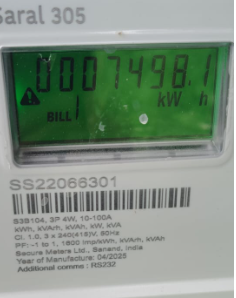 Saral 305
0007498.1
kW h
BILL
SS22066301
S3S104, 3P 4W, 10-100A
kWh, kVArh, kVAh, kW, kVA
Cl. 1.0, 3 x 240(415)V, 50Hz
PF: -1 to 1, 1600 imp/kWh, kVArh, kVAh
Secure Meters Ltd., Sanand, India
Year of Manufacture: 04/2025
Additional comms : RS232